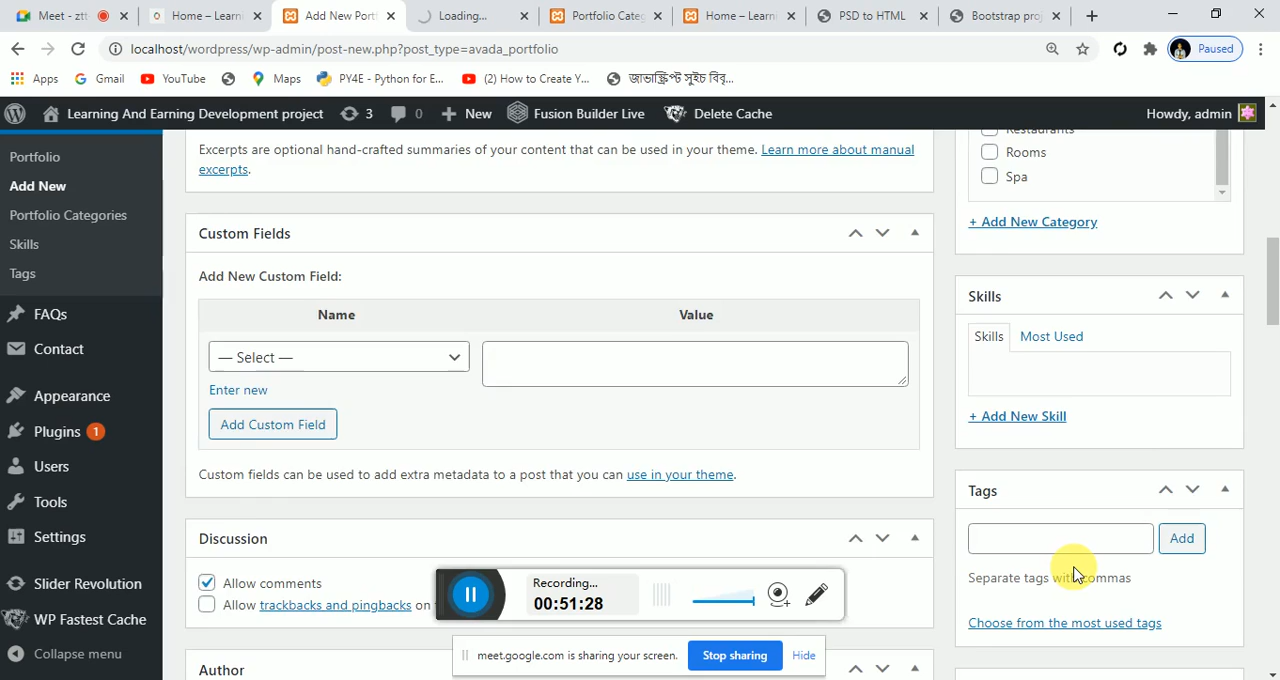 Meet - ztt
Home – Learni
Add New Port
Loading...
Portfolio Categ
Home – Learni
PSD to HTML
Bootstrap proj
localhost/wordpress/wp-admin/post-new.php?post_type=avada_portfolio
Paused
Apps
Gmail
YouTube
Maps
PY4E - Python for E...
(2) How to Create Y...
জাভাস্ক্রিপ্ট সুইচ বিবৃ...
Learning And Earning Development project
3
0
New
Fusion Builder Live
Delete Cache
Howdy, admin
Portfolio
Add New
Portfolio Categories
Skills
Tags
FAQs
Contact
Appearance
Plugins 1
Users
Tools
Settings
Slider Revolution
WP Fastest Cache
Collapse menu
Excerpts are optional hand-crafted summaries of your content that can be used in your theme. Learn more about manual
excerpts.
Custom Fields
Add New Custom Field:
Name
Value
— Select —
Enter new
Add Custom Field
Custom fields can be used to add extra metadata to a post that you can use in your theme.
Discussion
Allow comments
Allow trackbacks and pingbacks on
Author
Restaurants
Rooms
Spa
+ Add New Category
Skills
Skills
Most Used
+ Add New Skill
Tags
Add
Separate tags with commas
Choose from the most used tags
Recording...
00:51:28
meet.google.com is sharing your screen.
Stop sharing
Hide